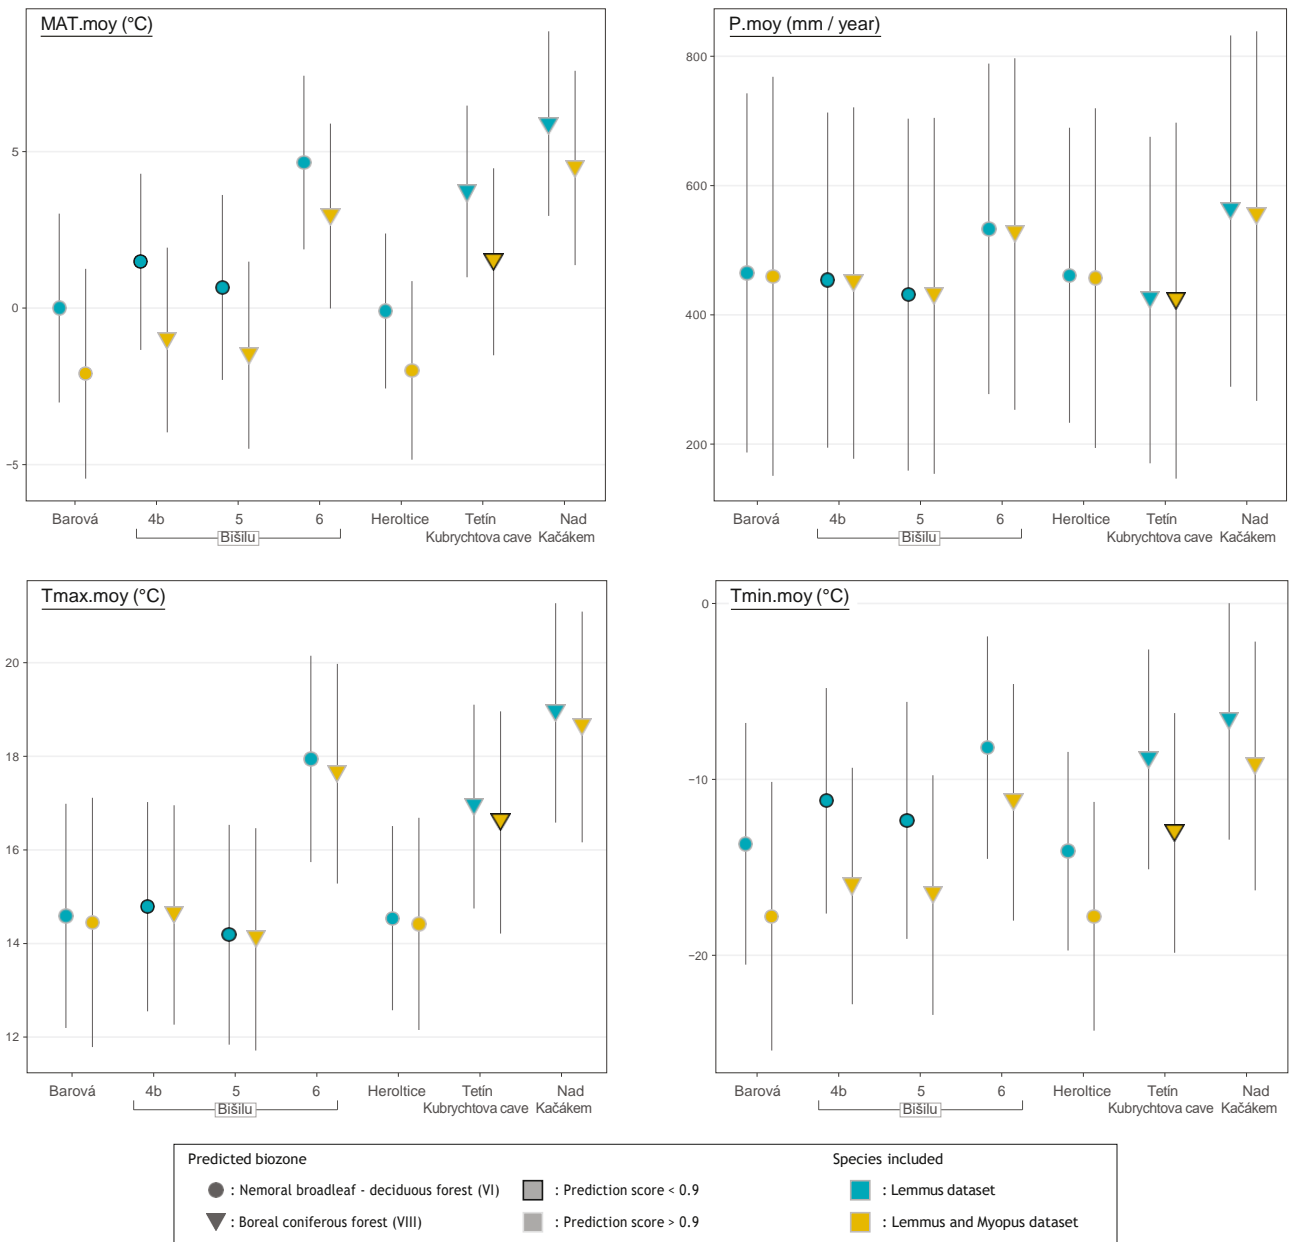 MAT.moy (°C)
5
0
−5
Barová 4b 5 6 Heroltice Tetín Nad
Bišilu Kubrychtova cave Kačákem
P.moy (mm / year)
800
600
400
200
Barová 4b 5 6 Heroltice Tetín Nad
Bišilu Kubrychtova cave Kačákem
Tmax.moy (°C)
20
18
16
14
12
Barová 4b 5 6 Heroltice Tetín Nad
Bišilu Kubrychtova cave Kačákem
Tmin.moy (°C)
0
−10
−20
Barová 4b 5 6 Heroltice Tetín Nad
Bišilu Kubrychtova cave Kačákem
Predicted biozone
: Nemoral broadleaf - deciduous forest (VI)
: Boreal coniferous forest (VIII)
: Prediction score < 0.9
: Prediction score > 0.9
Species included
: Lemmus dataset
: Lemmus and Myopus dataset